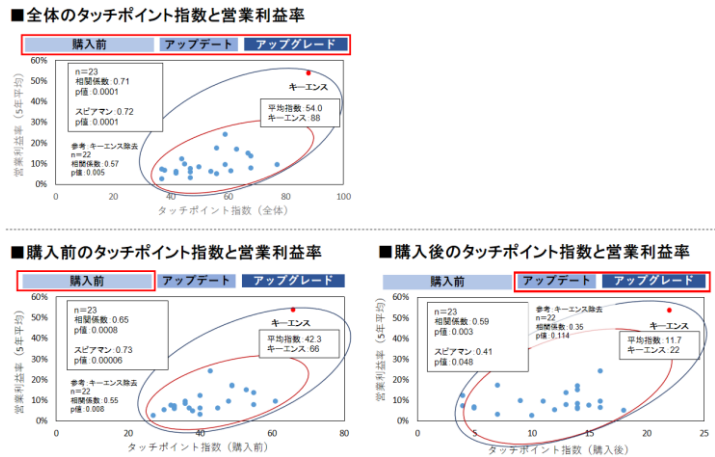 ■全体のタッチポイント指数と営業利益率
購入前 アップデート アップグレード
60%
50%
40%
30%
20%
10%
0%
営業利益率（5年平均）
n=23
相関係数:0.71
p値:0.0001
スピアマン:0.72
p値:0.0001
参考:キーエンス除去
n=22
相関係数:0.57
p値:0.005
キーエンス
平均指数:54.0
キーエンス:88
20 40 60 80 100
タッチポイント指数（全体）
■購入前のタッチポイント指数と営業利益率
購入前 アップデート アップグレード
60%
50%
40%
30%
20%
10%
0%
営業利益率（5年平均）
n=23
相関係数:0.65
p値:0.0008
スピアマン:0.73
p値:0.00006
参考:キーエンス除去
n=22
相関係数:0.55
p値:0.008
キーエンス
平均指数:42.3
キーエンス:66
0 20 40 60 80
タッチポイント指数（購入前）
■購入後のタッチポイント指数と営業利益率
購入前 アップデート アップグレード
60%
50%
40%
30%
20%
10%
0%
営業利益率（5年平均）
n=23
相関係数:0.59
p値:0.003
スピアマン:0.41
p値:0.048
参考:キーエンス除去
n=22
相関係数:0.35
p値:0.114
キーエンス
平均指数:11.7
キーエンス:22
0 5 10 15 20 25
タッチポイント指数（購入後）